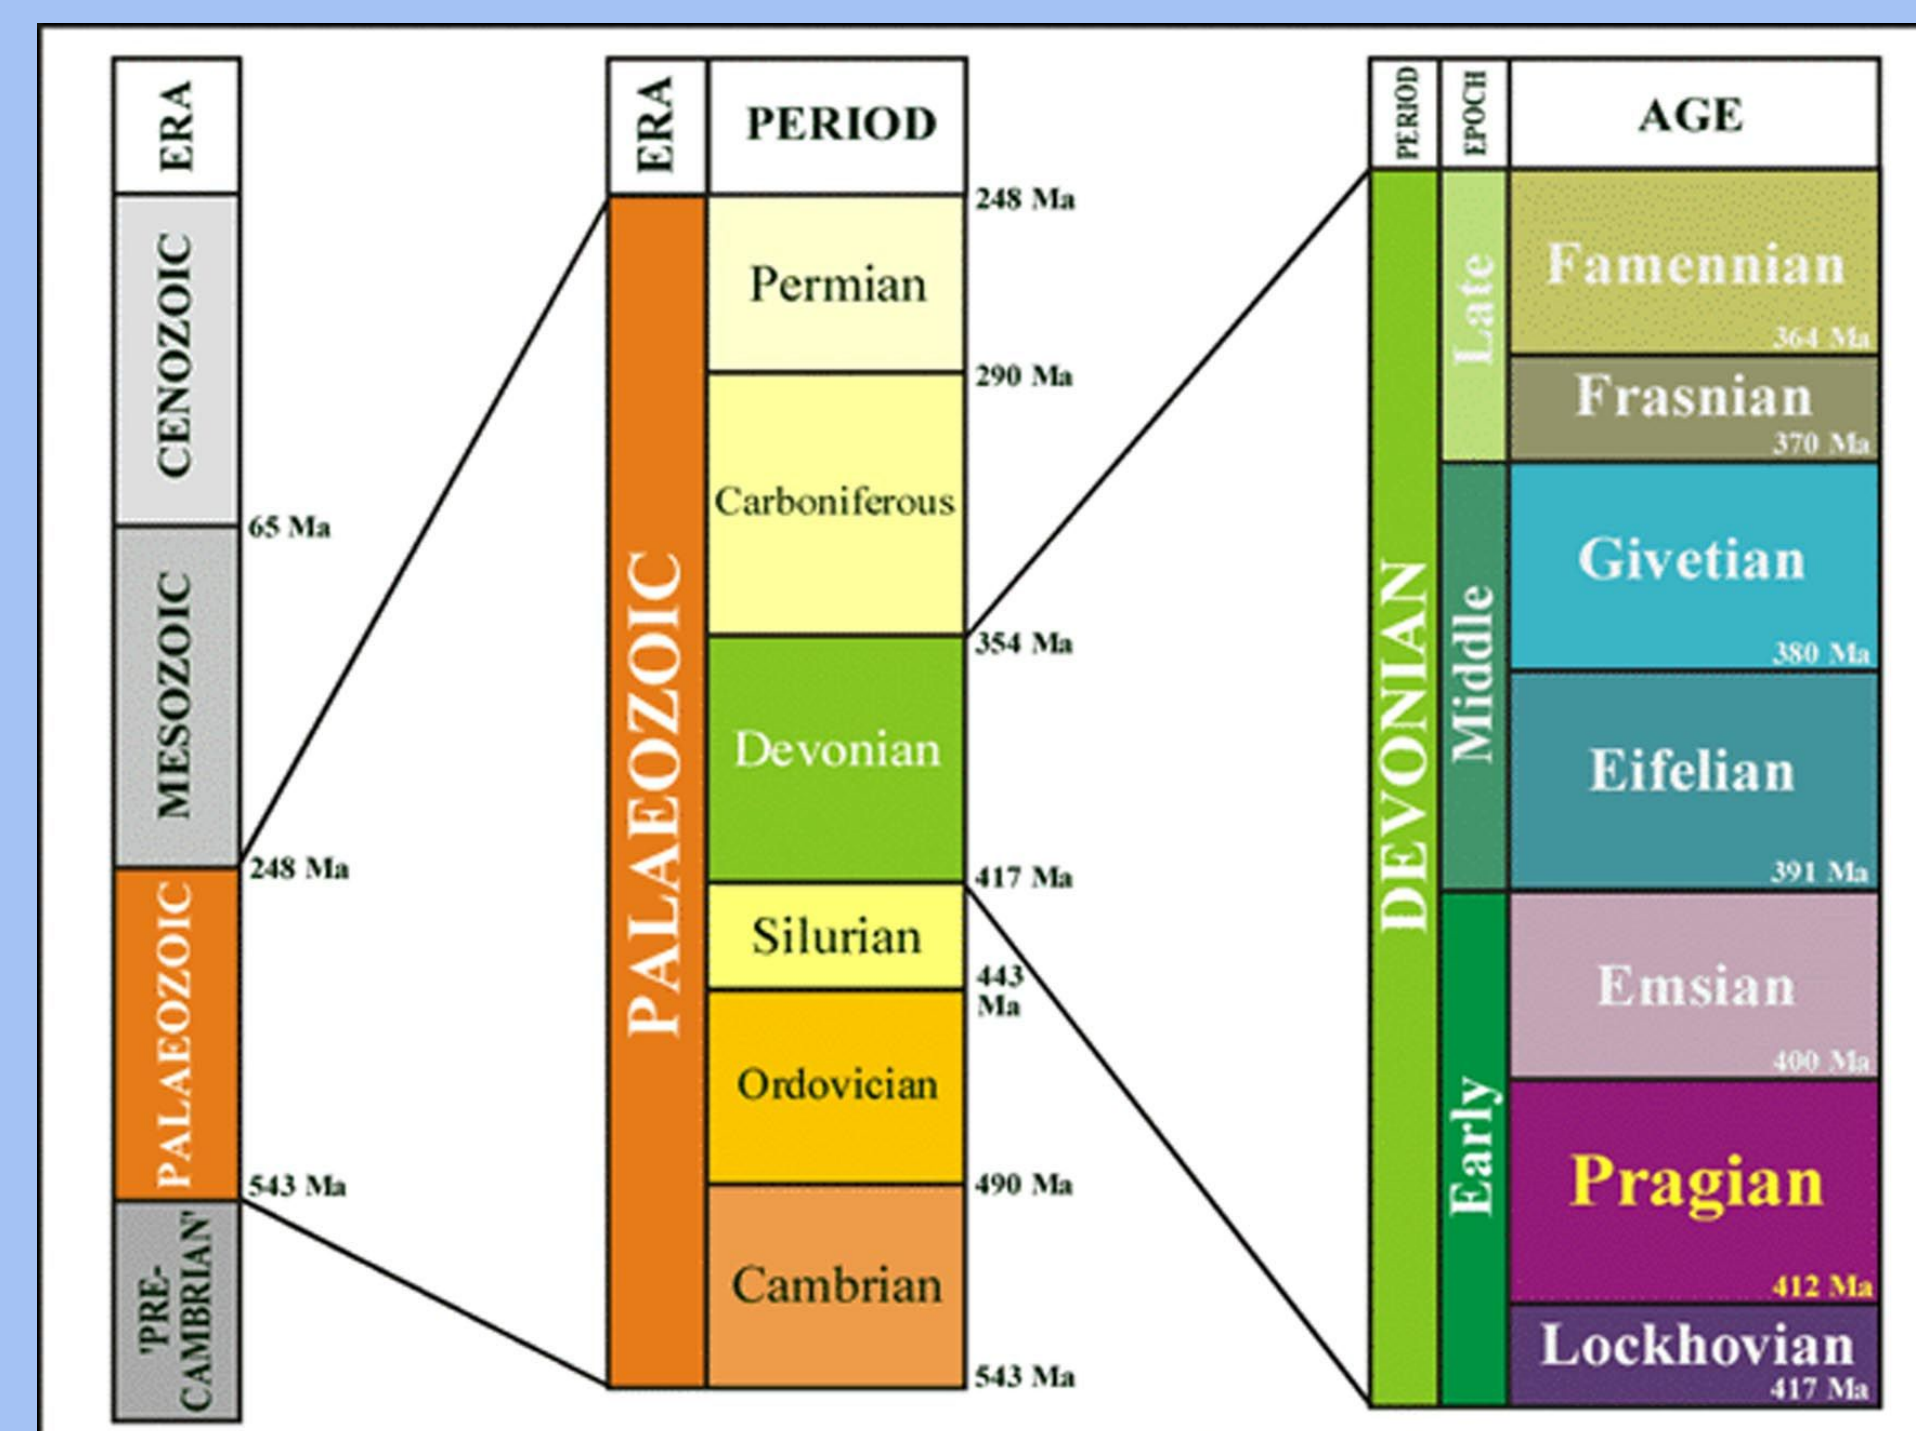 ERA
CENOZOIC
65 Ma
MESOZOIC
248 Ma
PALAEOZOIC
543 Ma
'PRE-
CAMBRIAN'
ERA
PERIOD
PALAEOZOIC
248 Ma
Permian
290 Ma
Carboniferous
354 Ma
Devonian
417 Ma
Silurian
443
Ma
Ordovician
490 Ma
Cambrian
543 Ma
PERIOD
EPOCH
AGE
DEVONIAN
Late
Famennian
364 Ma
Frasnian
370 Ma
Middle
Givetian
380 Ma
Eifelian
391 Ma
Early
Emsian
400 Ma
Pragian
412 Ma
Lockhovian
417 Ma